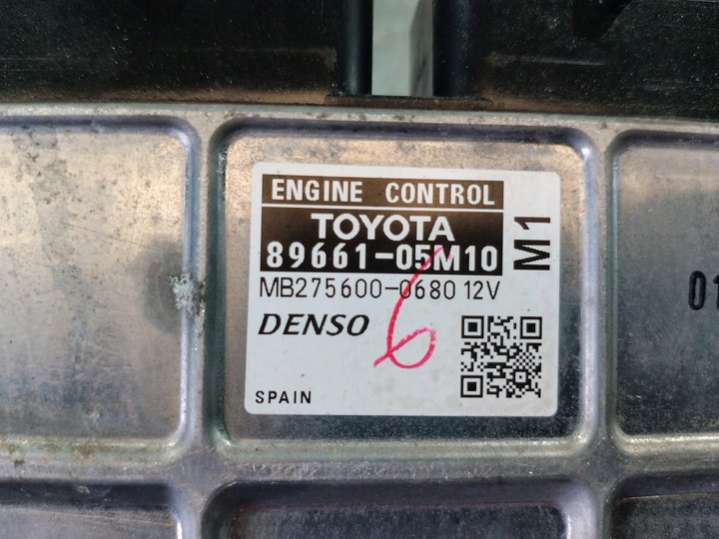 ENGINE CONTROL
TOYOTA
89661-05M10
M1
MB275600-0680 12V
DENSO
6
SPAIN